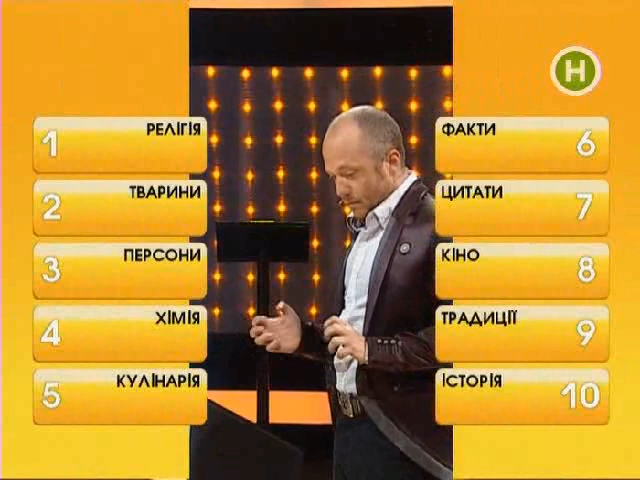 Н
1 РЕЛІГІЯ
2 ТВАРИНИ
3 ПЕРСОНИ
4 ХІМІЯ
5 КУЛІНАРІЯ
ФАКТИ 6
ЦИТАТИ 7
КІНО 8
ТРАДИЦІЇ 9
ІСТОРІЯ 10